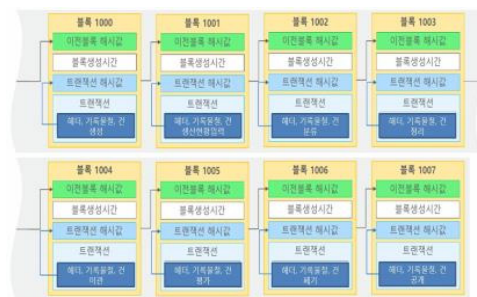 블록 1000
이전블록 해시값
블록생성시간
트랜잭션 해시값
트랜잭션
헤더, 기록물철, 건
생성
블록 1001
이전블록 해시값
블록생성시간
트랜잭션 해시값
트랜잭션
헤더, 기록물철, 건
생산현황입력
블록 1002
이전블록 해시값
블록생성시간
트랜잭션 해시값
트랜잭션
헤더, 기록물철, 건
분류
블록 1003
이전블록 해시값
블록생성시간
트랜잭션 해시값
트랜잭션
헤더, 기록물철, 건
정리
블록 1004
이전블록 해시값
블록생성시간
트랜잭션 해시값
트랜잭션
헤더, 기록물철, 건
이관
블록 1005
이전블록 해시값
블록생성시간
트랜잭션 해시값
트랜잭션
헤더, 기록물철, 건
평가
블록 1006
이전블록 해시값
블록생성시간
트랜잭션 해시값
트랜잭션
헤더, 기록물철, 건
폐기
블록 1007
이전블록 해시값
블록생성시간
트랜잭션 해시값
트랜잭션
헤더, 기록물철, 건
공개